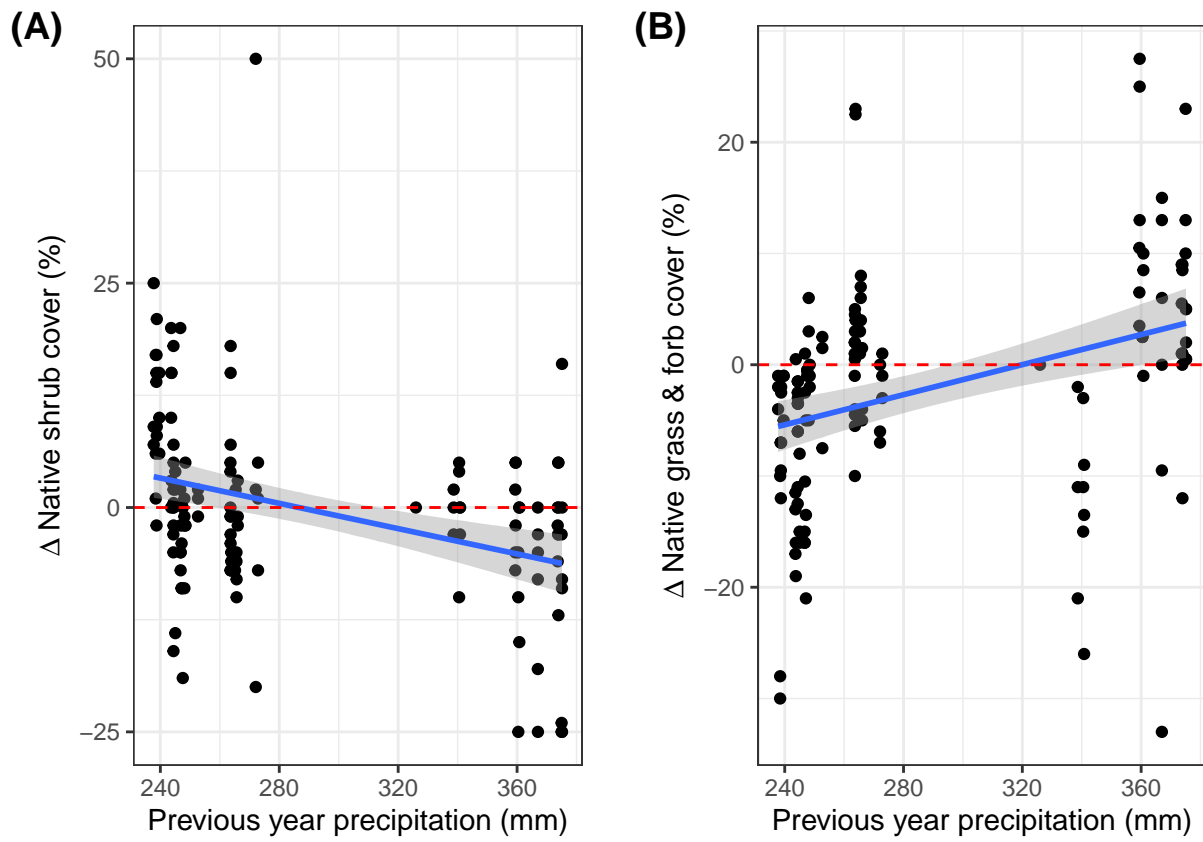 (A)
Δ Native shrub cover (%)
50
25
0
−25
240 280 320 360
Previous year precipitation (mm)
(B)
Δ Native grass & forb cover (%)
20
0
−20
240 280 320 360
Previous year precipitation (mm)